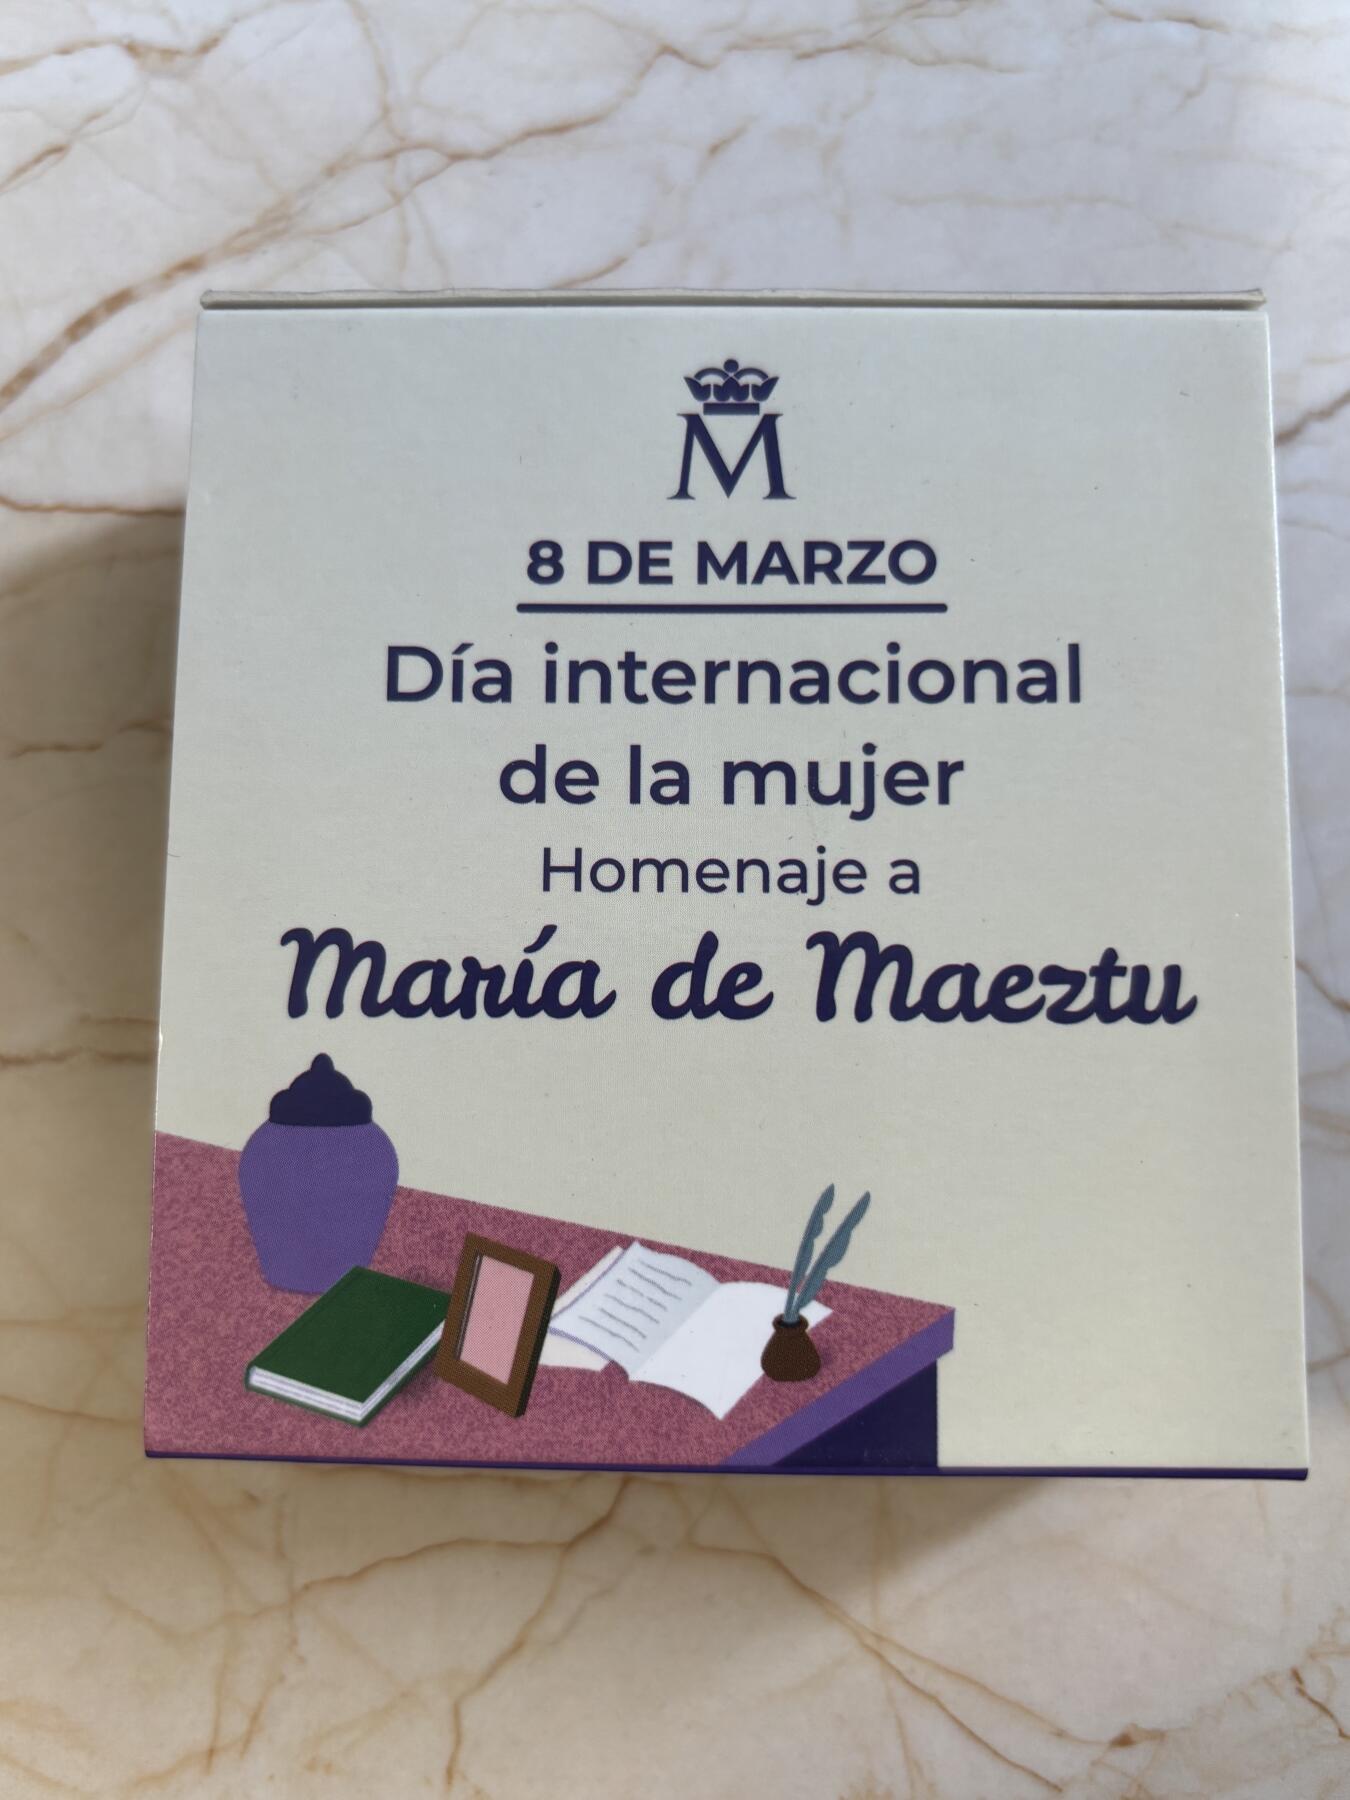 M
8 DE MARZO
Día internacional
de la mujer
Homenaje a
María de Maeztu